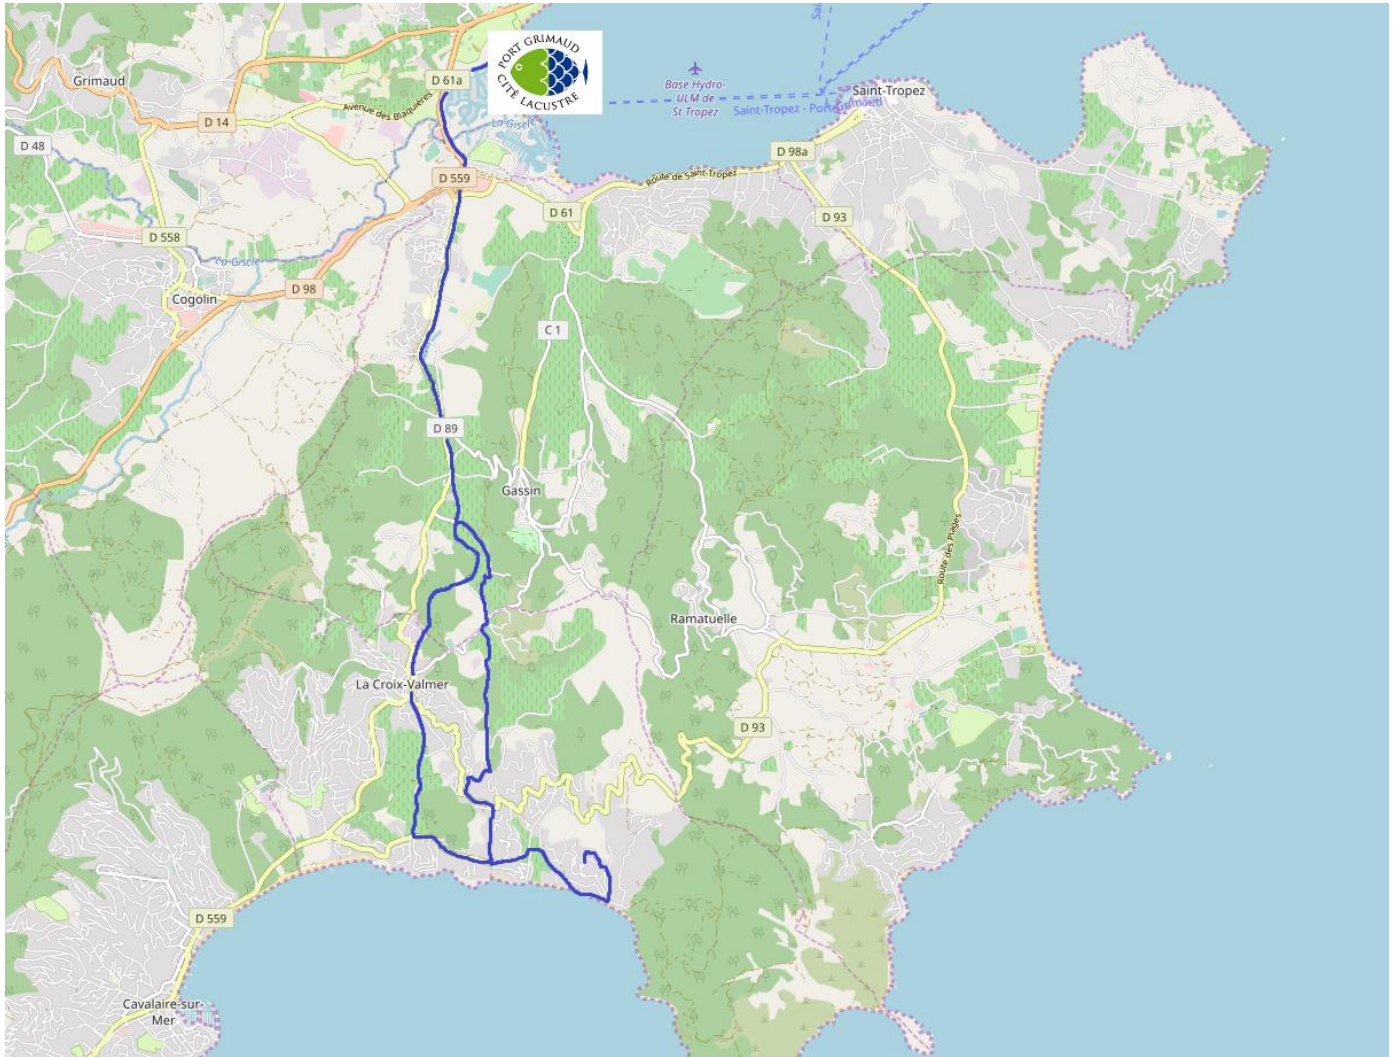 PORT GRIMAUD
CITÉ LACUSTRE
Grimaud
D 61a
Avenue des Blaquières
D 14
La Giscle
D 48
Base Hydro-
ULM de
St Tropez
Saint-Tropez
Saint-Tropez - Port Grimaud
D 98a
Route de Saint-Tropez
D 559
D 61
D 93
D 558
La Giscle
D 98
Cogolin
C 1
D 89
Gassin
Route des Plages
Ramatuelle
La Croix-Valmer
D 93
D 559
Cavalaire-sur-
Mer